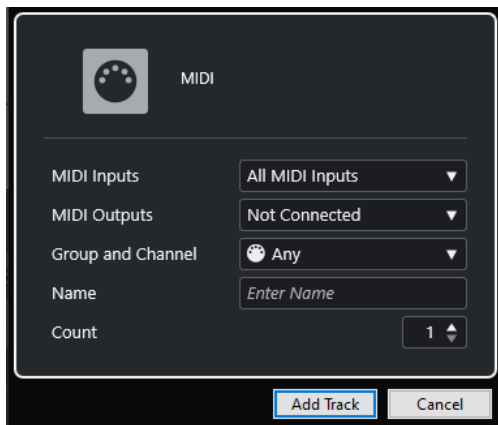 MIDI
MIDI Inputs All MIDI Inputs
MIDI Outputs Not Connected
Group and Channel Any
Name Enter Name
Count 1
Add Track Cancel